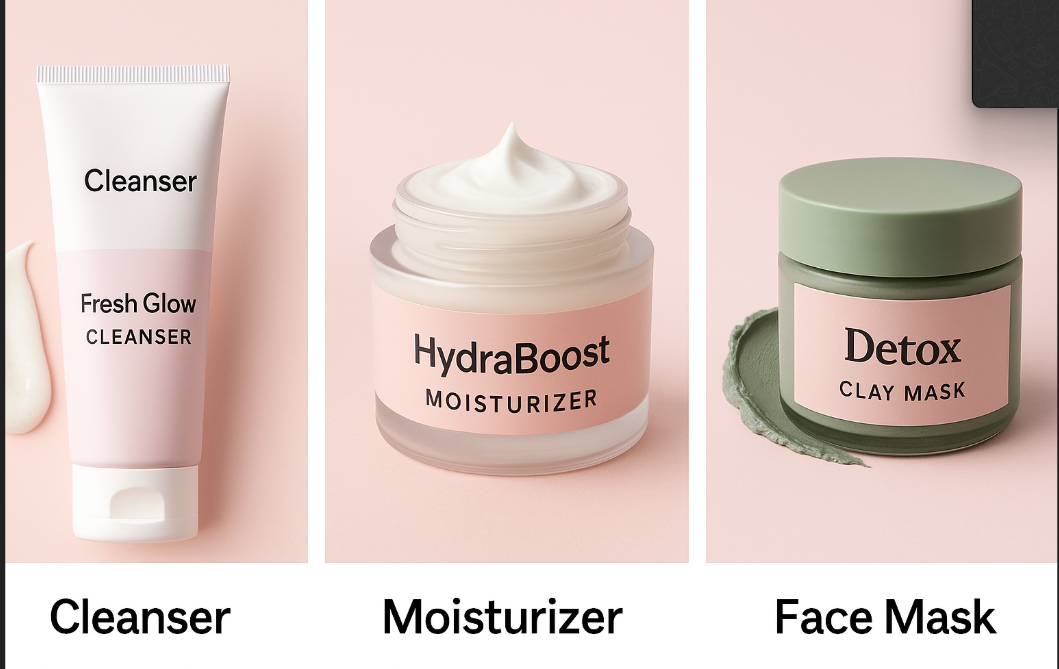 Cleanser
Fresh Glow
CLEANSER
HydraBoost
MOISTURIZER
Detox
CLAY MASK
Cleanser
Moisturizer
Face Mask